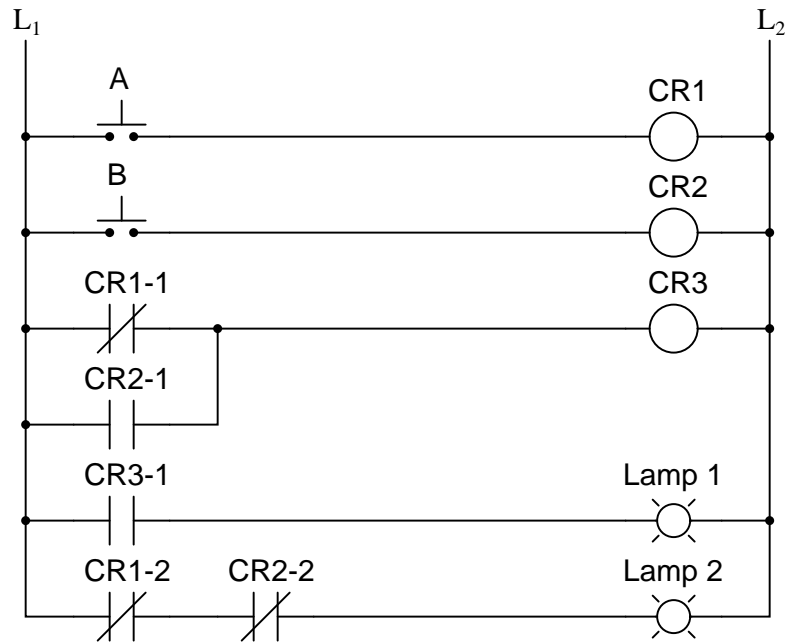 L₁ L₂
A
CR1
B
CR2
CR1-1
CR3
CR2-1
CR3-1
Lamp 1
CR1-2 CR2-2
Lamp 2